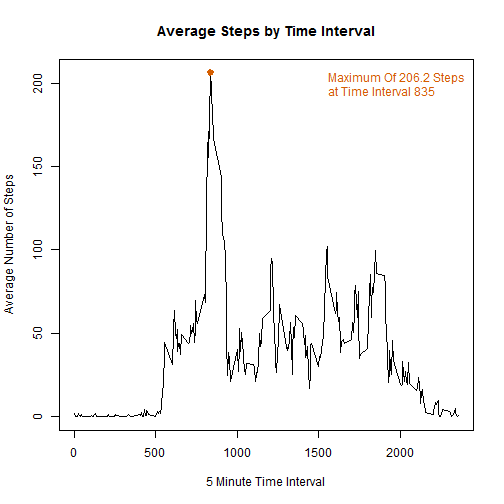 Average Steps by Time Interval
Maximum Of 206.2 Steps
at Time Interval 835
Average Number of Steps
200
150
100
50
0
0 500 1000 1500 2000
5 Minute Time Interval